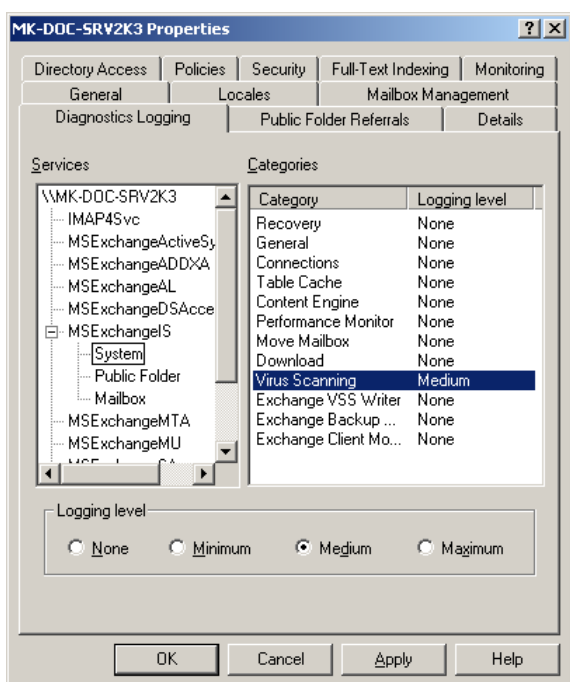 MK-DOC-SRV2K3 Properties
Directory Access Policies Security Full-Text Indexing Monitoring
General Locales Mailbox Management
Diagnostics Logging Public Folder Referrals Details
Services
\\MK-DOC-SRV2K3
IMAP4Svc
MSExchangeActiveSy
MSExchangeADDXA
MSExchangeAL
MSExchangeDSAcce
MSExchangeIS
System
Public Folder
Mailbox
MSExchangeMTA
MSExchangeMU
Categories
Category Logging level
Recovery None
General None
Connections None
Table Cache None
Content Engine None
Performance Monitor None
Move Mailbox None
Download None
Virus Scanning Medium
Exchange VSS Writer None
Exchange Backup ... None
Exchange Client Mo... None
Logging level
None Minimum Medium Maximum
OK Cancel Apply Help